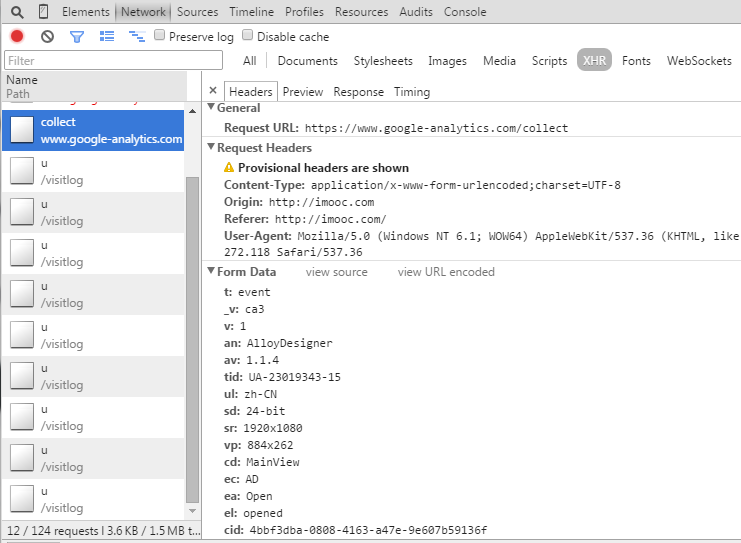 Elements Network Sources Timeline Profiles Resources Audits Console
Preserve log Disable cache
Filter All Documents Stylesheets Images Media Scripts XHR Fonts WebSockets
Name
Path
× Headers Preview Response Timing
collect
www.google-analytics.com
u
/visitlog
u
/visitlog
u
/visitlog
u
/visitlog
u
/visitlog
u
/visitlog
u
/visitlog
u
/visitlog
u
/visitlog
12 / 124 requests I 3.6 KB / 1.5 MB t...
General
Request URL: https://www.google-analytics.com/collect
Request Headers
Provisional headers are shown
Content-Type: application/x-www-form-urlencoded;charset=UTF-8
Origin: http://imooc.com
Referer: http://imooc.com/
User-Agent: Mozilla/5.0 (Windows NT 6.1; WOW64) AppleWebKit/537.36 (KHTML, like
272.118 Safari/537.36
Form Data view source view URL encoded
t: event
_v: ca3
v: 1
an: AlloyDesigner
av: 1.1.4
tid: UA-23019343-15
ul: zh-CN
sd: 24-bit
sr: 1920x1080
vp: 884x262
cd: MainView
ec: AD
ea: Open
el: opened
cid: 4bbf3dba-0808-4163-a47e-9e607b59136f